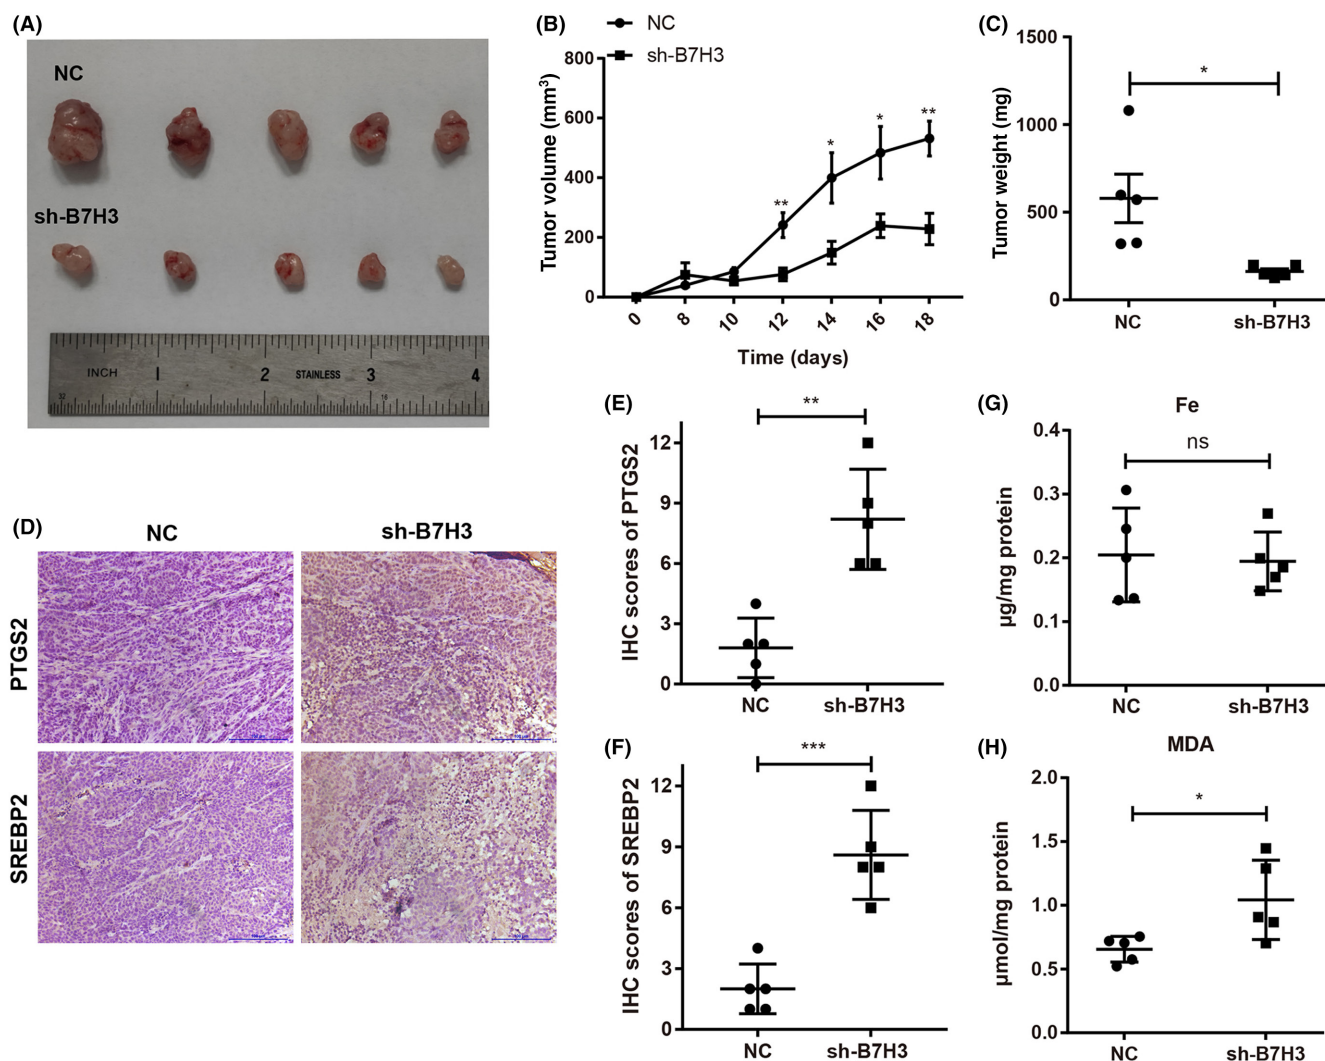 (A)
NC
sh-B7H3
INCH
1
2
STAINLESS
3
4
32
16
(B)
NC
sh-B7H3
Tumor volume (mm³)
800
600
400
200
0
**
*
*
**
0 8 10 12 14 16 18
Time (days)
(C)
Tumor weight (mg)
1500
1000
500
0
*
NC sh-B7H3
(D)
NC sh-B7H3
PTGS2
SREBP2
(E)
IHC scores of PTGS2
12
9
6
3
0
**
NC sh-B7H3
(F)
IHC scores of SREBP2
12
9
6
3
0
***
NC sh-B7H3
(G)
Fe
µg/mg protein
0.4
0.3
0.2
0.1
0.0
ns
NC sh-B7H3
(H)
MDA
µmol/mg protein
2.0
1.5
1.0
0.5
0.0
*
NC sh-B7H3